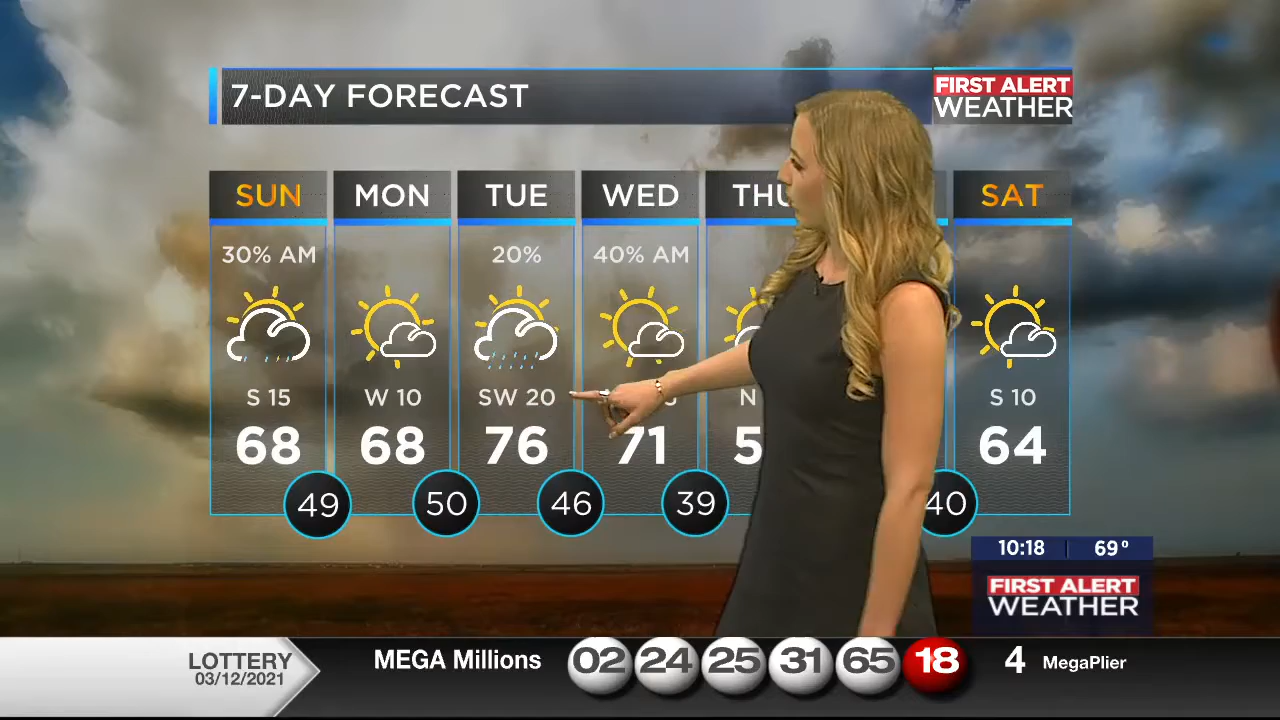 7-DAY FORECAST
FIRST ALERT
WEATHER
SUN
MON
TUE
WED
THU
SAT
30% AM
20%
40% AM
S 15
W 10
SW 20
N
S 10
68
68
76
71
5
64
49
50
46
39
40
10:18
69°
FIRST ALERT
WEATHER
LOTTERY
03/12/2021
MEGA Millions
02 24 25 31 65 18
4 MegaPlier